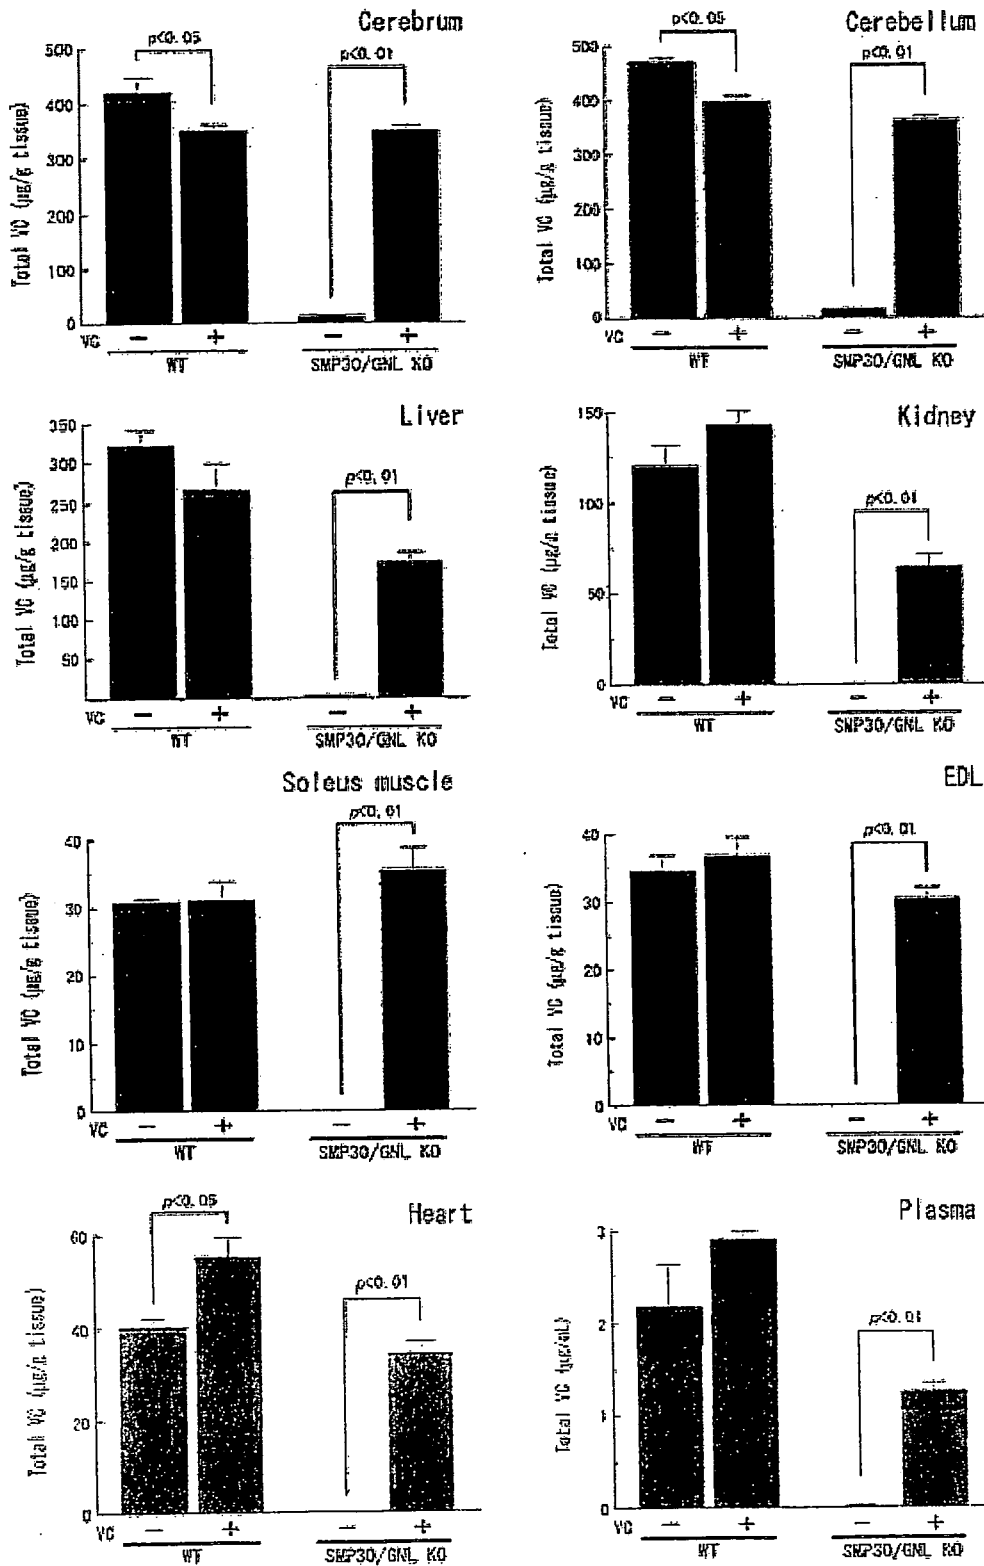 Cerebrum
p<0.05
p<0.01
500
400
300
200
100
0
Total VC (µg/g tissue)
VC − + − +
WT SMP30/GNL KO
Cerebellum
p<0.05
p<0.01
500
400
300
200
100
0
Total VC (µg/g tissue)
VC − + − +
WT SMP30/GNL KO
Liver
p<0.01
350
300
250
200
150
100
50
Total VC (µg/g tissue)
VC − + − +
WT SMP30/GNL KO
Kidney
p<0.01
150
100
50
0
Total VC (µg/g tissue)
VC − + − +
WT SMP30/GNL KO
Soleus muscle
p<0.01
40
30
20
10
0
Total VC (µg/g tissue)
VC − + − +
WT SMP30/GNL KO
EDL
p<0.01
40
30
20
10
0
Total VC (µg/g tissue)
VC − + − +
WT SMP30/GNL KO
Heart
p<0.05
p<0.01
60
40
20
0
Total VC (µg/g tissue)
VC − + − +
WT SMP30/GNL KO
Plasma
p<0.01
3
2
1
0
Total VC (µg/mL)
VC − + − +
WT SMP30/GNL KO